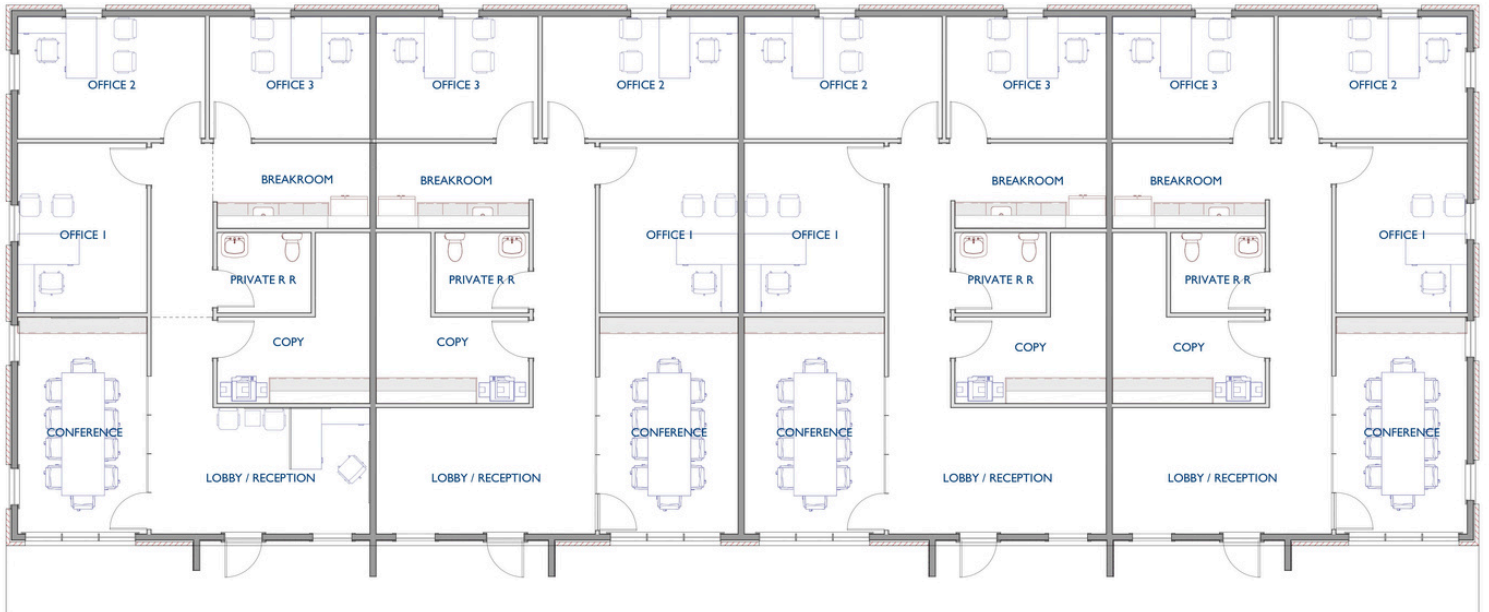 OFFICE 2
OFFICE 3
OFFICE 3
OFFICE 2
OFFICE 2
OFFICE 3
OFFICE 3
OFFICE 2
BREAKROOM
BREAKROOM
BREAKROOM
BREAKROOM
OFFICE 1
OFFICE 1
OFFICE 1
OFFICE 1
PRIVATE R R
PRIVATE R R
PRIVATE R R
PRIVATE R R
COPY
COPY
COPY
COPY
CONFERENCE
CONFERENCE
CONFERENCE
CONFERENCE
LOBBY / RECEPTION
LOBBY / RECEPTION
LOBBY / RECEPTION
LOBBY / RECEPTION